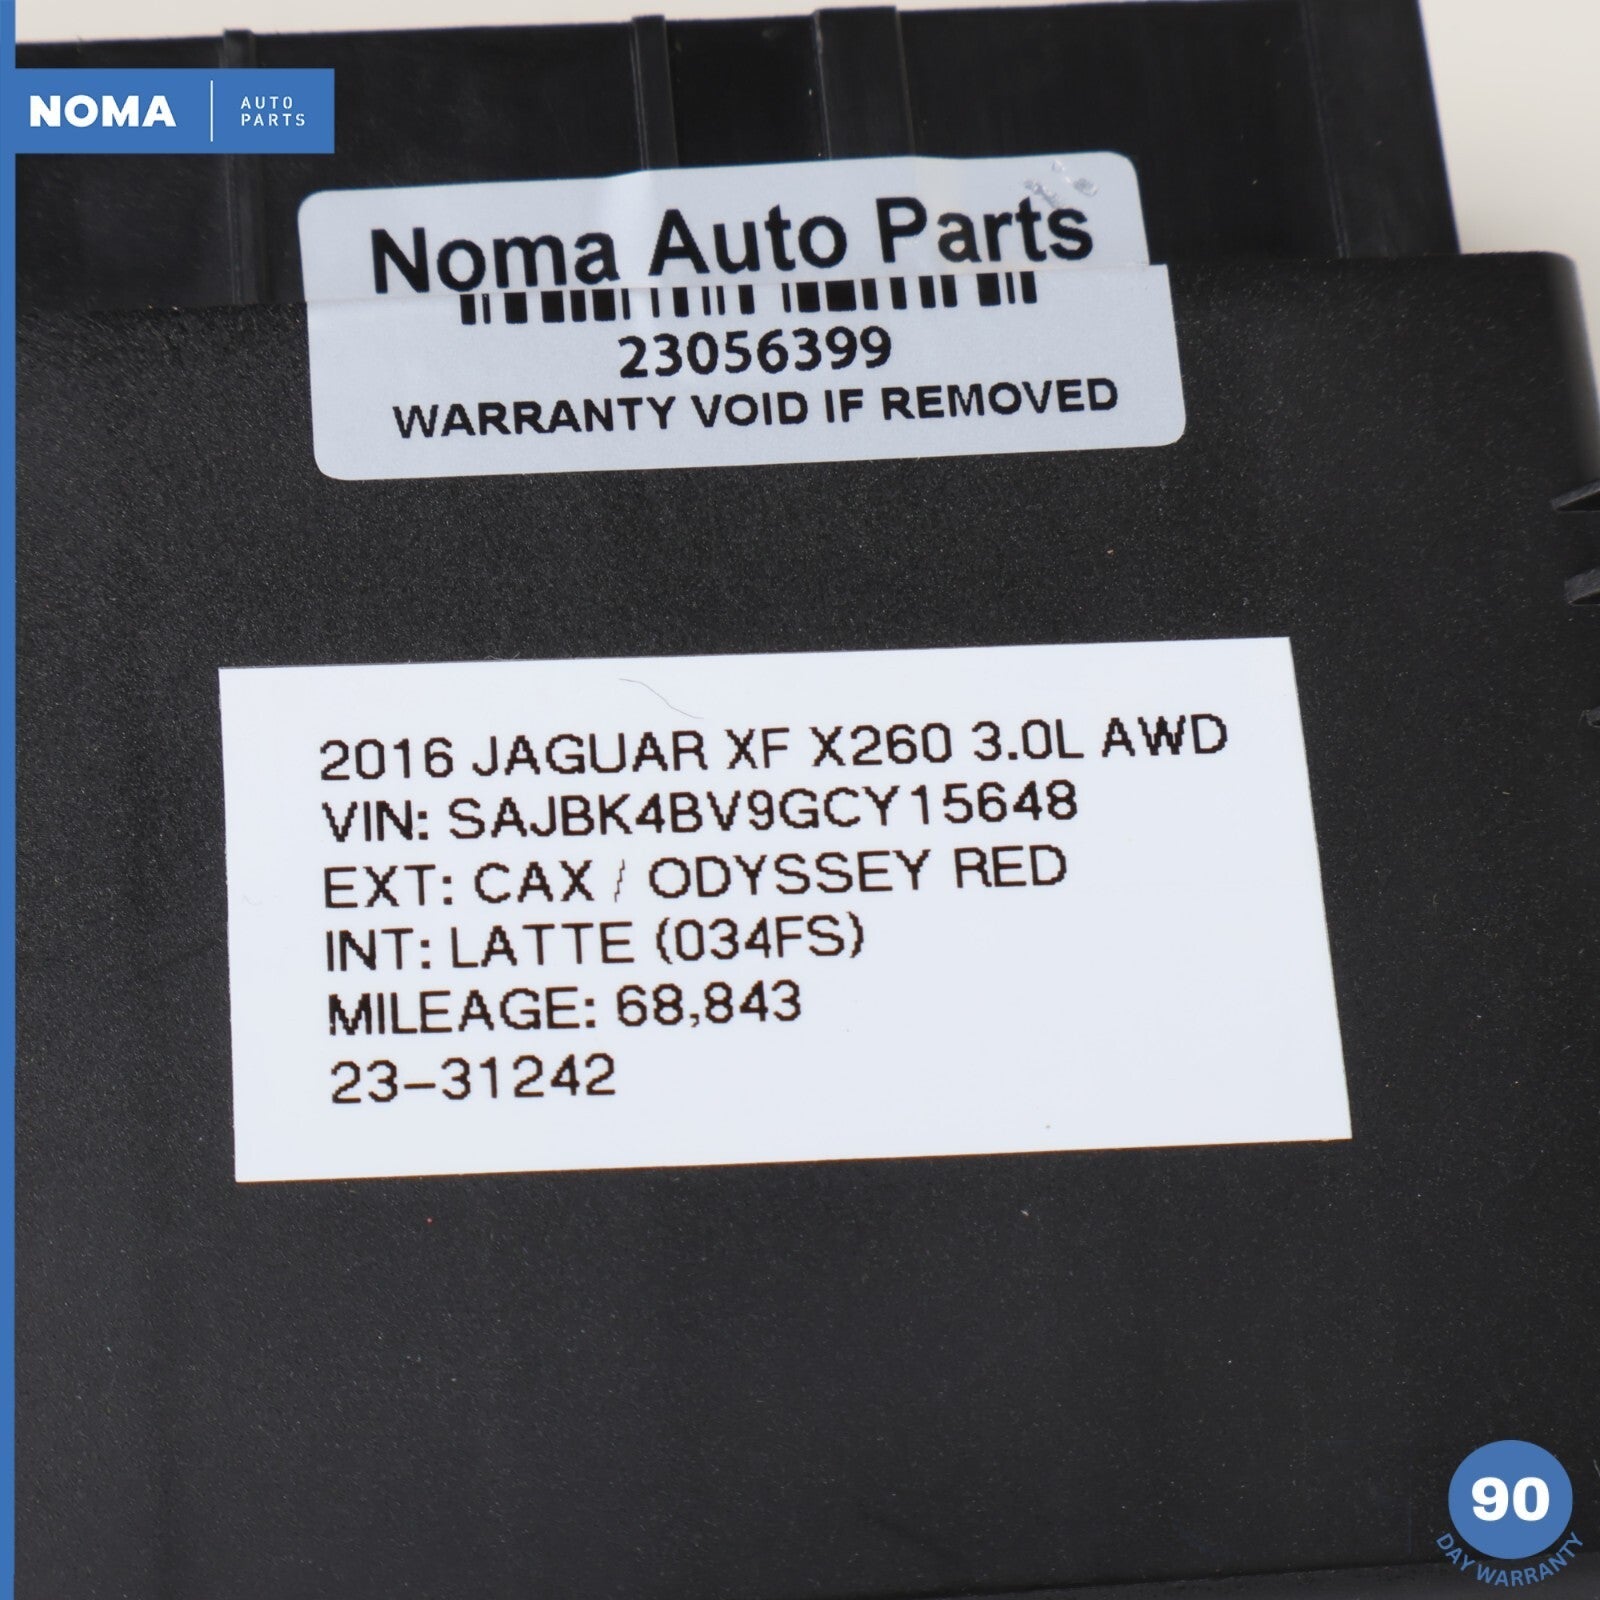 NOMA AUTO PARTS
Noma Auto Parts
23056399
WARRANTY VOID IF REMOVED
2016 JAGUAR XF X260 3.0L AWD
VIN: SAJBK4BV9GCY15648
EXT: CAX / ODYSSEY RED
INT: LATTE (034FS)
MILEAGE: 68,843
23-31242
90
DAY WARRANTY